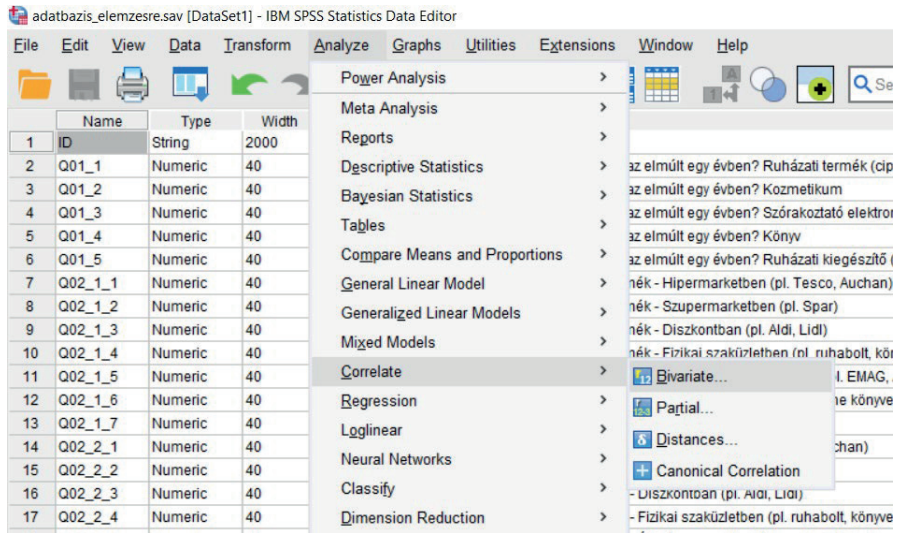 adatbazis_elemzesre.sav [DataSet1] - IBM SPSS Statistics Data Editor
File Edit View Data Transform Analyze Graphs Utilities Extensions Window Help
Name Type Width
1 ID String 2000
2 Q01_1 Numeric 40 az elmúlt egy évben? Ruházati termék (cip
3 Q01_2 Numeric 40 az elmúlt egy évben? Kozmetikum
4 Q01_3 Numeric 40 az elmúlt egy évben? Szórakoztató elektro
5 Q01_4 Numeric 40 az elmúlt egy évben? Könyv
6 Q01_5 Numeric 40 az elmúlt egy évben? Ruházati kiegészítő (
7 Q02_1_1 Numeric 40 nék - Hipermarketben (pl. Tesco, Auchan)
8 Q02_1_2 Numeric 40 nék - Szupermarketben (pl. Spar)
9 Q02_1_3 Numeric 40 nék - Diszkontban (pl. Aldi, Lidl)
10 Q02_1_4 Numeric 40 nék - Fizikai szaküzletben (pl. ruhabolt, kö
11 Q02_1_5 Numeric 40 l. EMAG,
12 Q02_1_6 Numeric 40 ne könyve
13 Q02_1_7 Numeric 40
14 Q02_2_1 Numeric 40 chan)
15 Q02_2_2 Numeric 40
16 Q02_2_3 Numeric 40 - Diszkontban (pl. Aldi, Lidl)
17 Q02_2_4 Numeric 40 - Fizikai szaküzletben (pl. ruhabolt, könyve
Power Analysis
Meta Analysis
Reports
Descriptive Statistics
Bayesian Statistics
Tables
Compare Means and Proportions
General Linear Model
Generalized Linear Models
Mixed Models
Correlate
Regression
Loglinear
Neural Networks
Classify
Dimension Reduction
Bivariate...
Partial...
Distances...
Canonical Correlation
A
1
Se